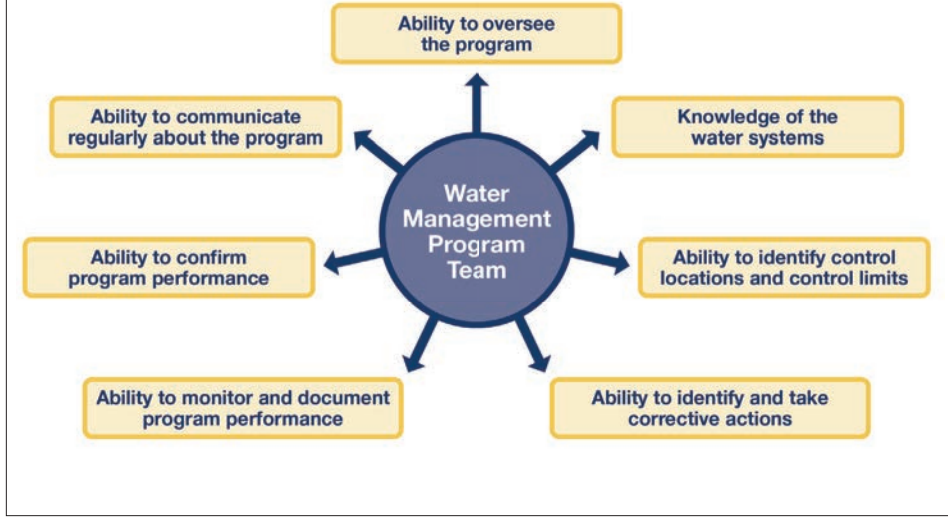 Ability to oversee
the program
Ability to communicate
regularly about the program
Knowledge of the
water systems
Water
Management
Program
Team
Ability to confirm
program performance
Ability to identify control
locations and control limits
Ability to monitor and document
program performance
Ability to identify and take
corrective actions